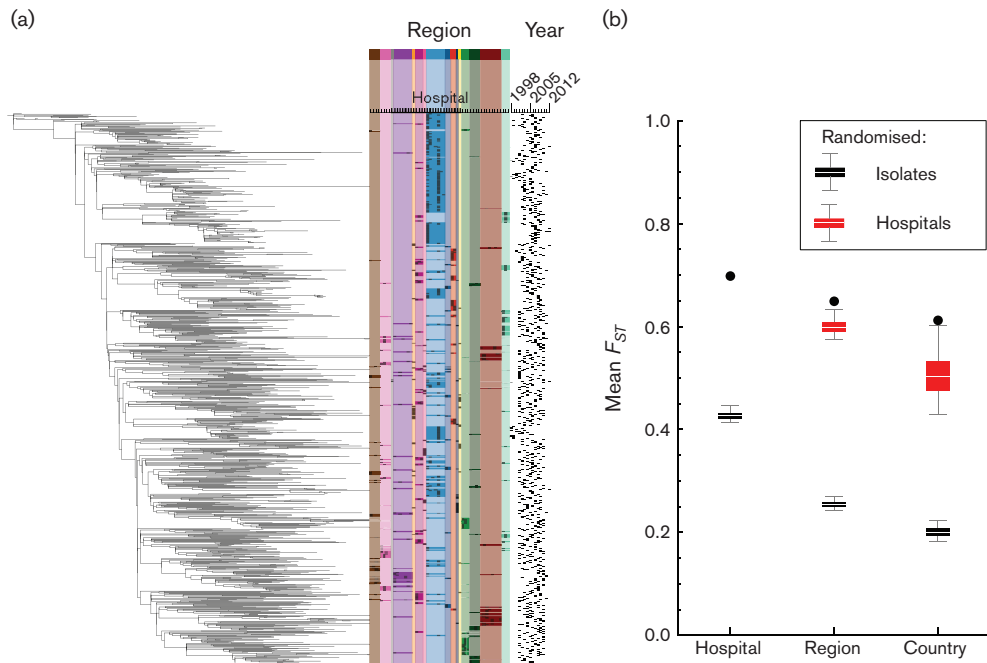 (a)
Region
Year
Hospital
1998
2005
2012
(b)
1.0
0.8
0.6
0.4
0.2
0.0
Mean F_ST
Randomised:
Isolates
Hospitals
Hospital
Region
Country